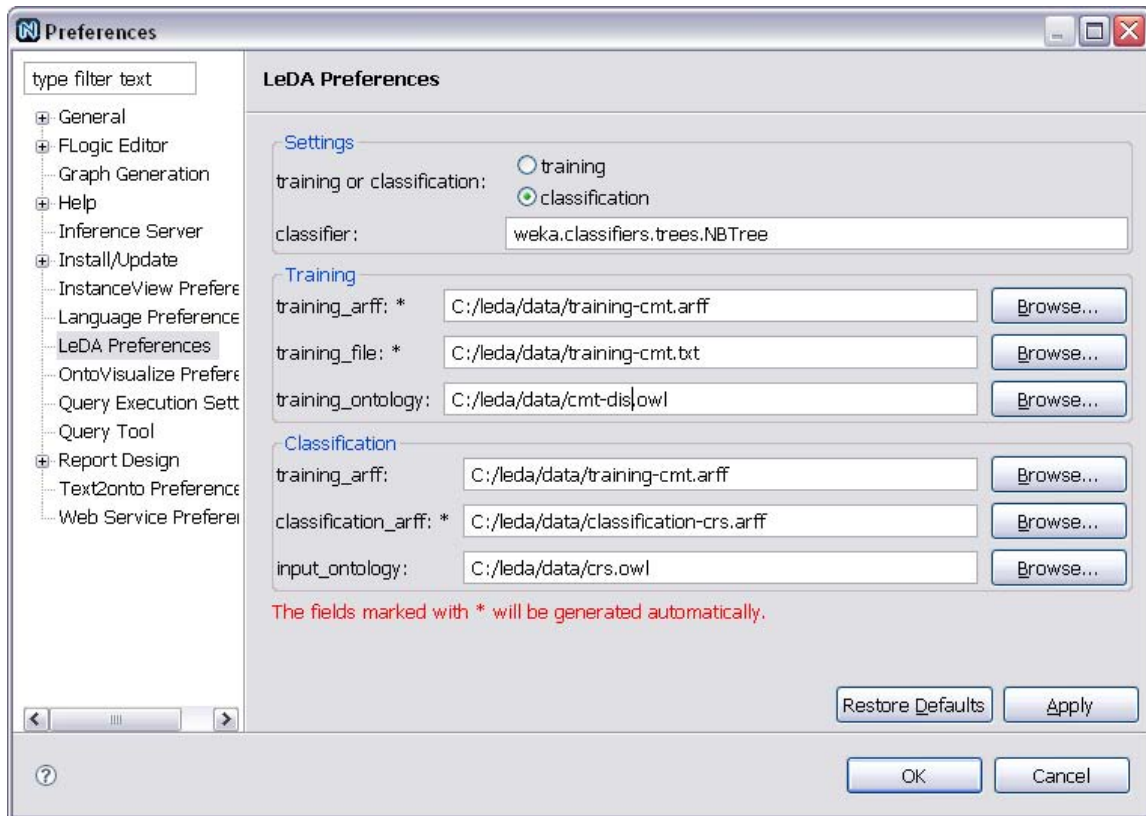 Preferences
type filter text
General
FLogic Editor
Graph Generation
Help
Inference Server
Install/Update
InstanceView Prefere
Language Preference
LeDA Preferences
OntoVisualize Prefere
Query Execution Sett
Query Tool
Report Design
Text2onto Preference
Web Service Preferer
LeDA Preferences
Settings
training or classification:
training
classification
classifier:
weka.classifiers.trees.NBTree
Training
training_arff: *
C:/leda/data/training-cmt.arff
Browse...
training_file: *
C:/leda/data/training-cmt.txt
Browse...
training_ontology:
C:/leda/data/cmt-dis.owl
Browse...
Classification
training_arff:
C:/leda/data/training-cmt.arff
Browse...
classification_arff: *
C:/leda/data/classification-crs.arff
Browse...
input_ontology:
C:/leda/data/crs.owl
Browse...
The fields marked with * will be generated automatically.
Restore Defaults
Apply
OK
Cancel